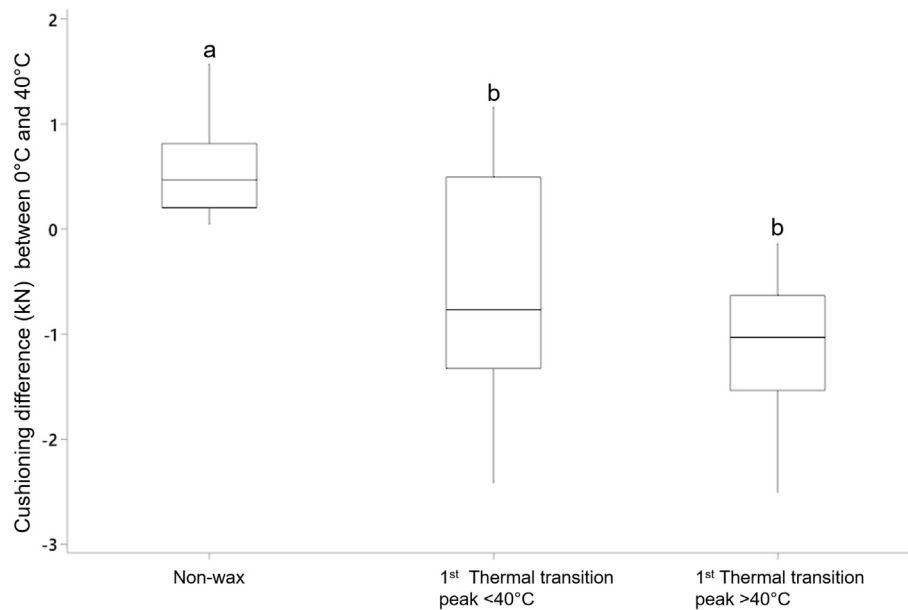 Cushioning difference (kN) between 0°C and 40°C
2
1
0
-1
-2
-3
a
b
b
Non-wax
1st Thermal transition
peak <40°C
1st Thermal transition
peak >40°C